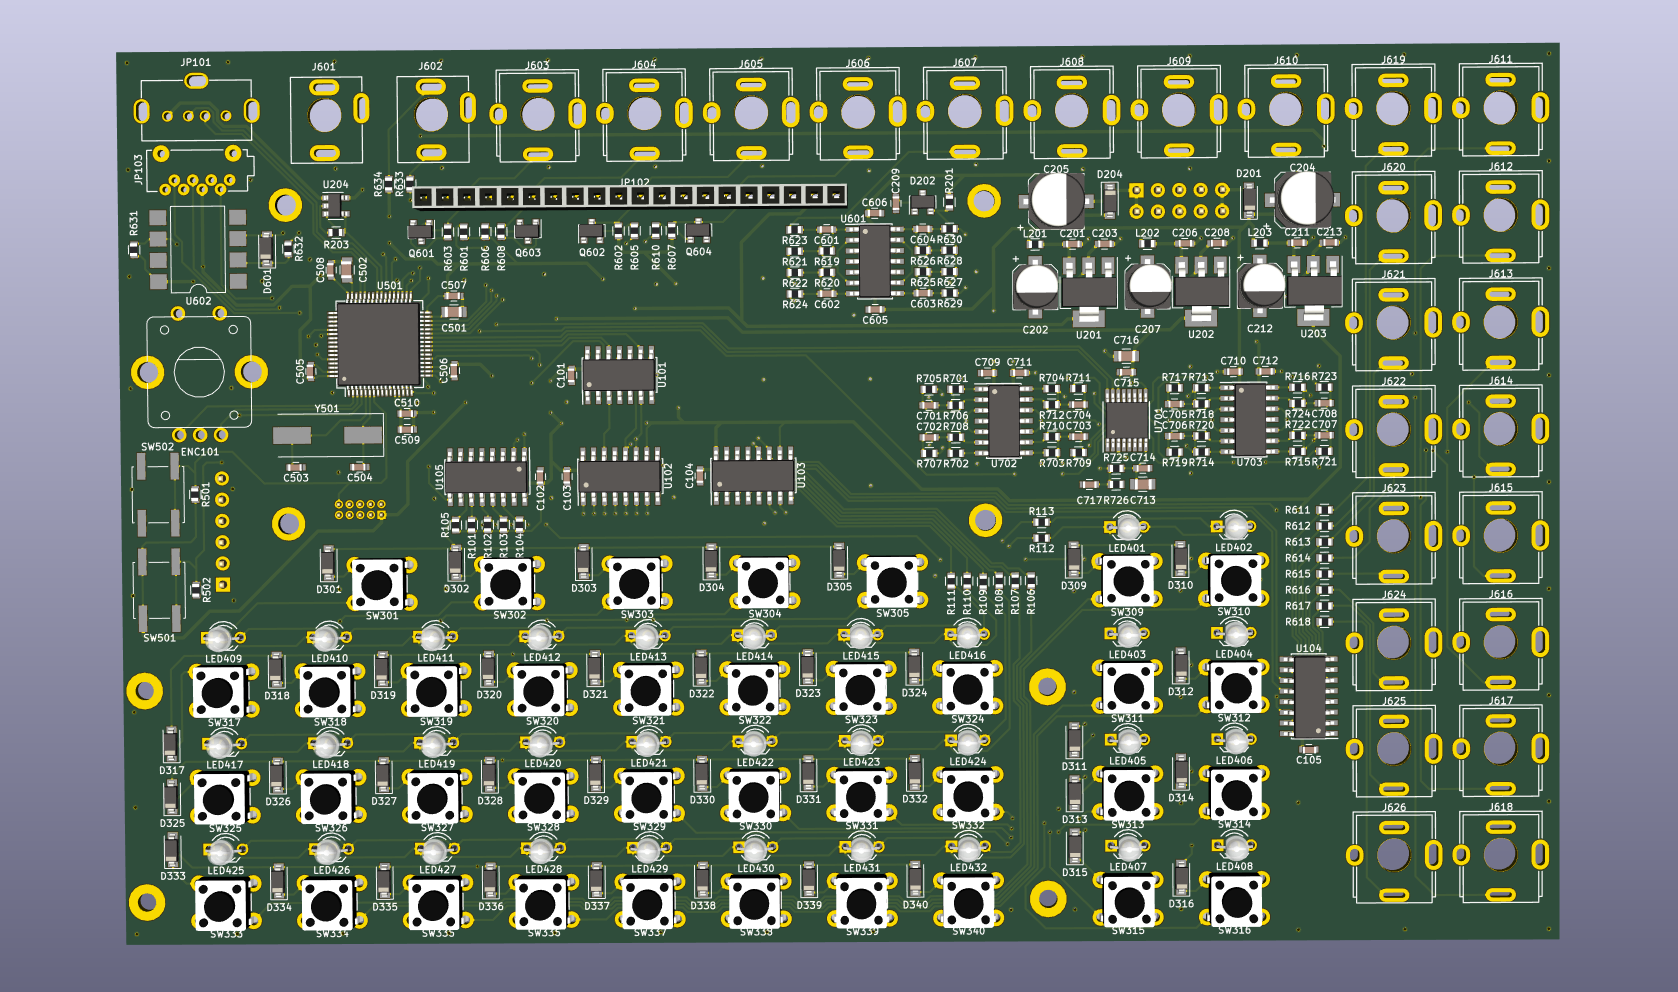 JP101 J601 J602 J603 J604 J605 J606 J607 J608 J609 J610 J619 J611
JP103 R634 R633 JP102 C209 D202 R201 C205 D204 D201 C204 J620 J612
U204 C606 U601
R631 R203 R632 D601 U602
Q601 R603 R601 R606 R608 Q603 Q602 R602 R605 R610 R607 Q604
R623 C601 C604 R630
R621 R619 R626 R628
R622 R620 R625 R627
R624 C602 C603 R629
C605
L201 C201 C203 L202 C206 C208 L203 C211 C213
C202 U201 C207 U202 C212 U203
J621 J613
C508 C502 U501 C507 C501
C505 C506 C510 C509
C101 U101
C716 C715
C709 C711 C710 C712
R705 R701 R704 R711 R717 R713 R716 R723
C701 R706 R712 C704 C705 R718 R724 C708
C702 R708 R710 C703 C706 R720 R722 C707
R707 R702 R703 R709 R719 R714 R715 R721
U702 U701 U703
R725 C714
C717 R726 C713
J622 J614
Y501 C503 C504
SW502 ENC101 R501 R502 SW501
U105 C102 C103 U102 C104 U103
R105 R101 R102 R103 R104
R113 R112
J623 J615
R611
R612
R613
R614
R615
R616
R617
R618
LED401 LED402
D301 D302 D303 D304 D305 D309 D310
SW301 SW302 SW303 SW304 SW305 SW309 SW310
R111 R110 R109 R108 R107 R106
J624 J616
LED409 LED410 LED411 LED412 LED413 LED414 LED415 LED416 LED403 LED404 U104
D318 D319 D320 D321 D322 D323 D324 D312
SW317 SW318 SW319 SW320 SW321 SW322 SW323 SW324 SW311 SW312
J625 J617
D317 LED417 LED418 LED419 LED420 LED421 LED422 LED423 LED424 D311 LED405 LED406 C105
D325 D326 D327 D328 D329 D330 D331 D332 D313 D314
SW325 SW326 SW327 SW328 SW329 SW330 SW331 SW332 SW313 SW314
J626 J618
D333 LED425 LED426 LED427 LED428 LED429 LED430 LED431 LED432 D315 LED407 LED408
D334 D335 D336 D337 D338 D339 D340 D316
SW333 SW334 SW335 SW335 SW337 SW338 SW339 SW340 SW315 SW316